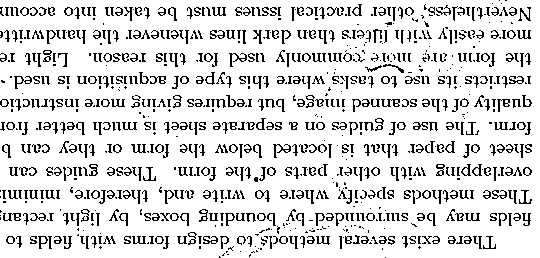 There exist several methods to design forms with fields to
fields may be surrounded by bounding boxes, by light rectang
These methods specify where to write and, therefore, minimi
overlapping with other parts of the form. These guides can
sheet of paper that is located below the form or they can b
form. The use of guides on a separate sheet is much better fro
quality of the scanned image, but requires giving more instructio
restricts its use to tasks where this type of acquisition is used.
the form are more commonly used for this reason. Light re
more easily with filters than dark lines whenever the handwritte
Nevertheless, other practical issues must be taken into accoun